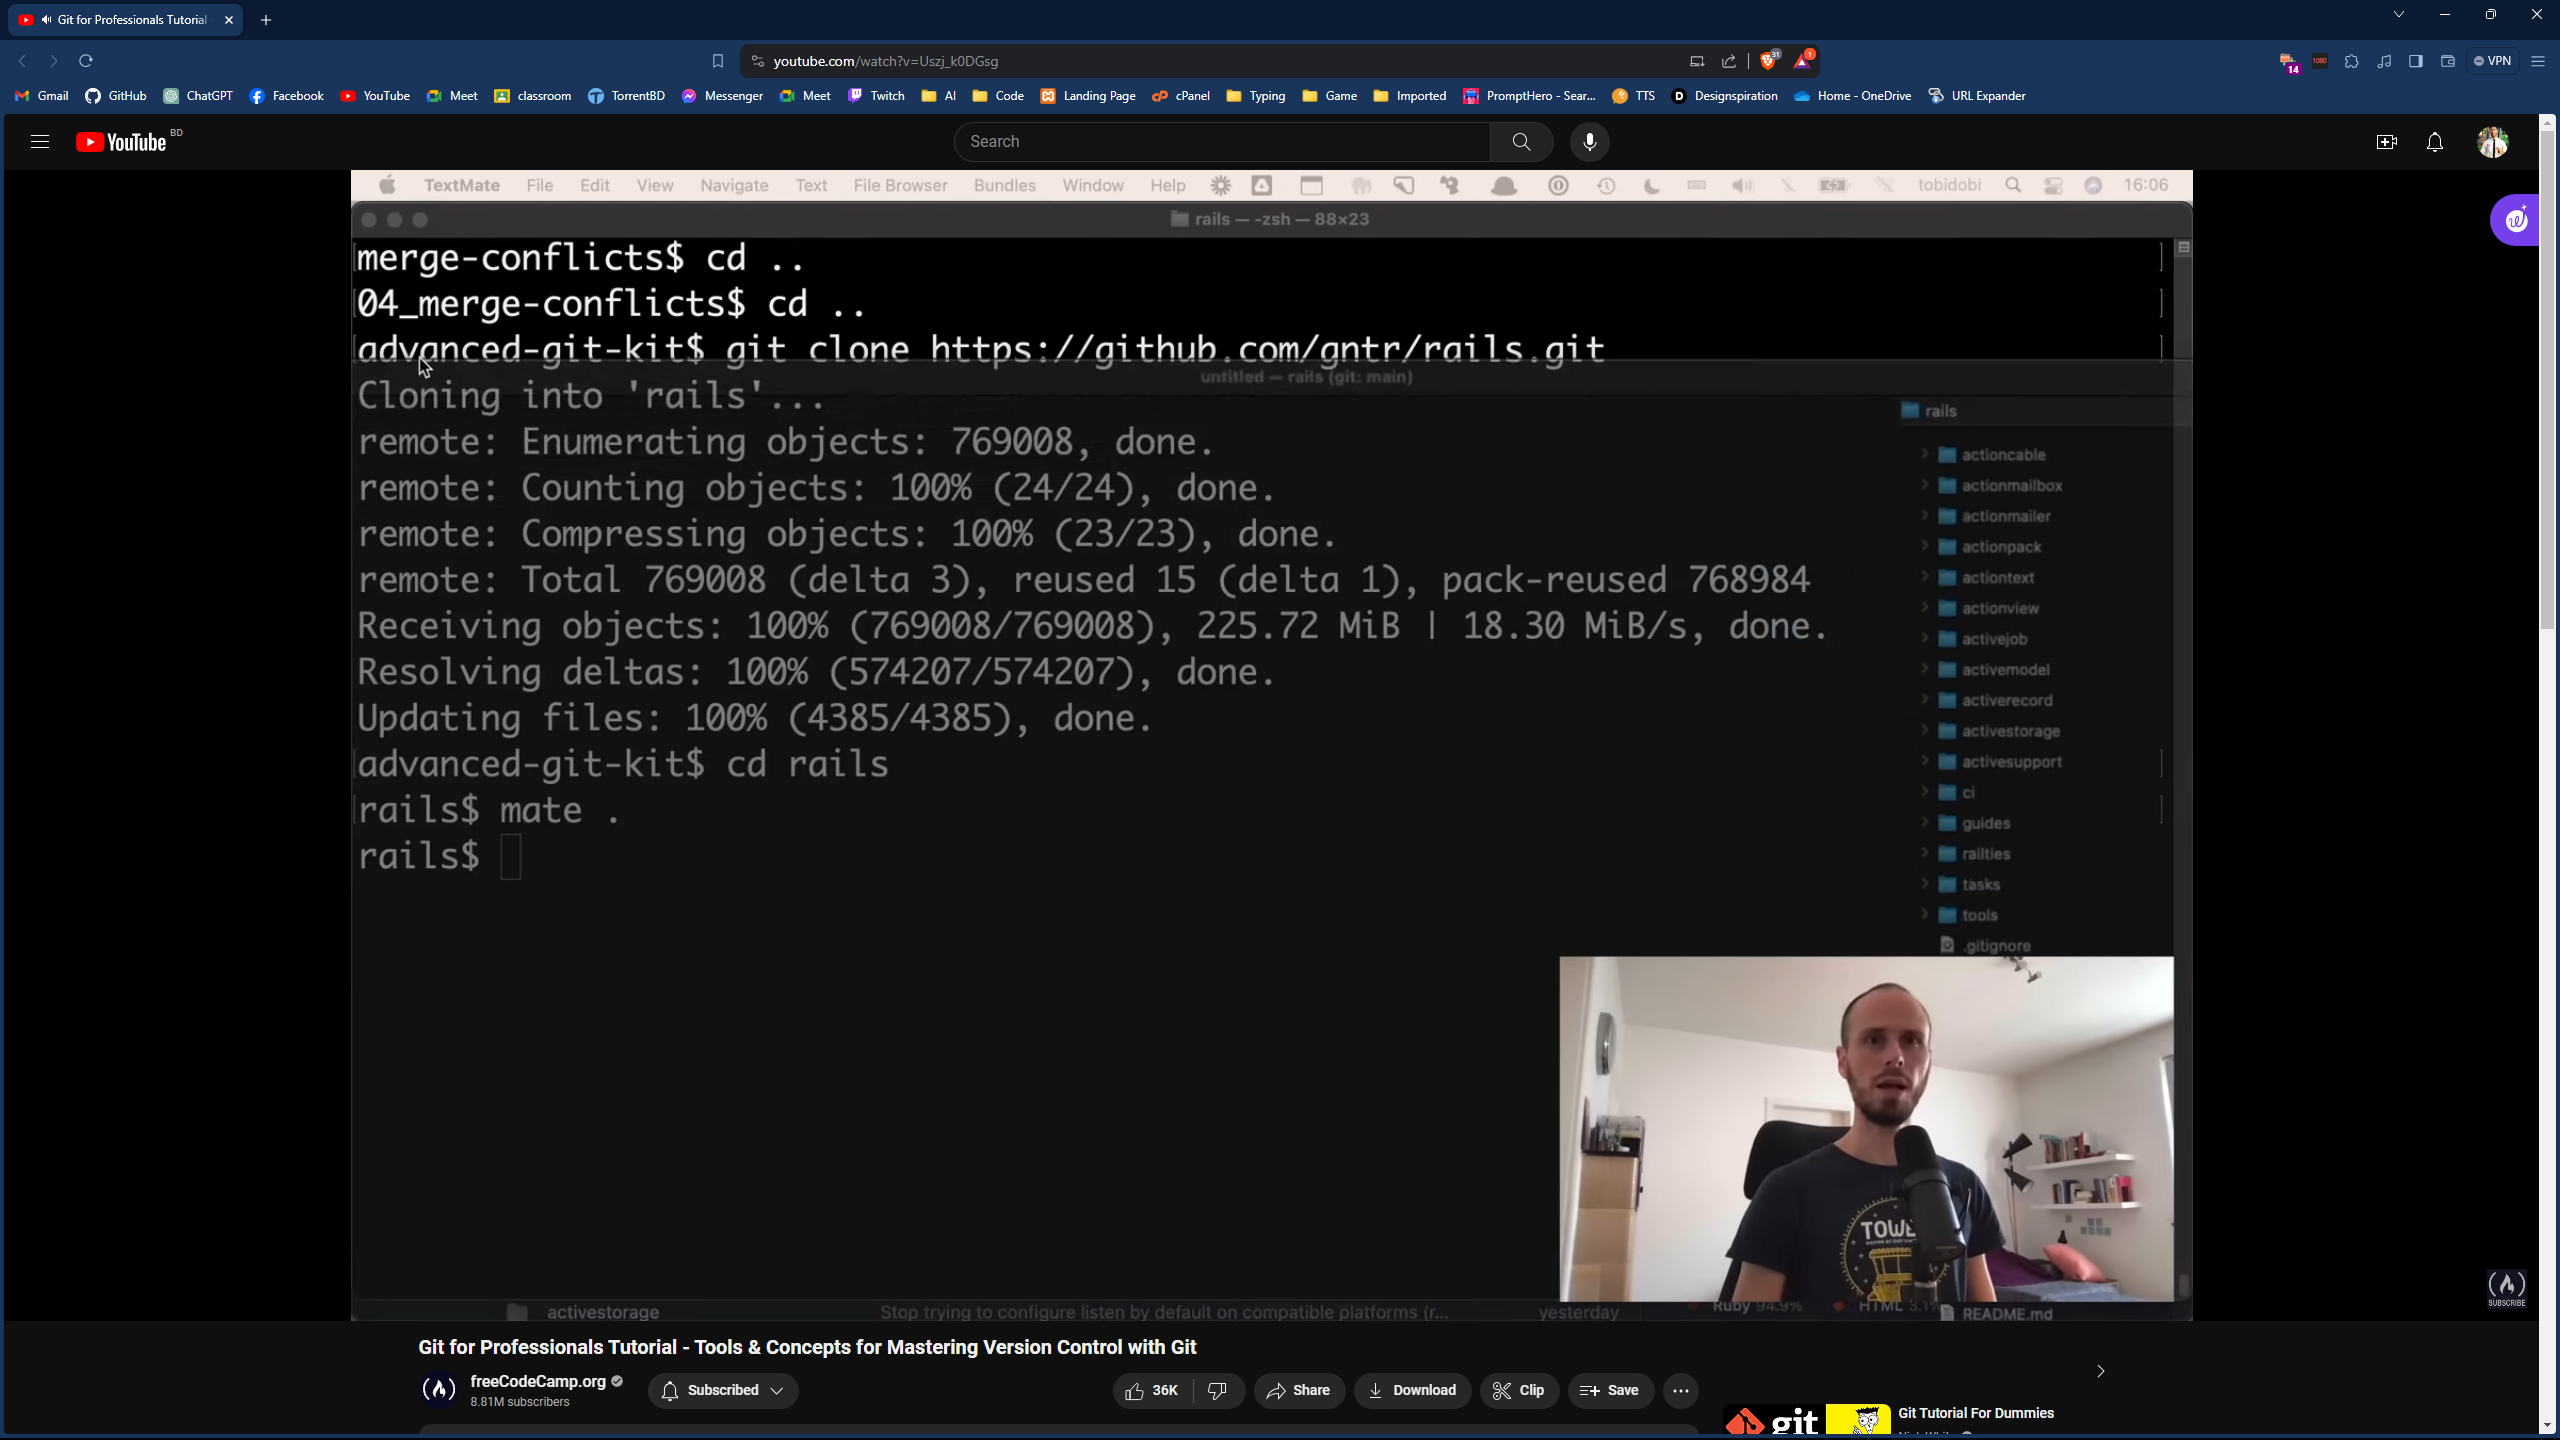 Git for Professionals Tutorial
youtube.com/watch?v=Uszj_k0DGsg
31
1
14
1080
VPN
Gmail GitHub ChatGPT Facebook YouTube Meet classroom TorrentBD Messenger Meet Twitch AI Code Landing Page cPanel Typing Game Imported PromptHero - Sear... TTS Designspiration Home - OneDrive URL Expander
YouTube BD
Search
TextMate File Edit View Navigate Text File Browser Bundles Window Help tobidobi 16:06
rails — -zsh — 88×23
merge-conflicts$ cd ..
04_merge-conflicts$ cd ..
advanced-git-kit$ git clone https://github.com/gntr/rails.git
untitled — rails (git: main)
Cloning into 'rails'...
rails
remote: Enumerating objects: 769008, done.
actioncable
remote: Counting objects: 100% (24/24), done.
actionmailbox
actionmailer
remote: Compressing objects: 100% (23/23), done.
actionpack
remote: Total 769008 (delta 3), reused 15 (delta 1), pack-reused 768984
actiontext
actionview
Receiving objects: 100% (769008/769008), 225.72 MiB | 18.30 MiB/s, done.
activejob
Resolving deltas: 100% (574207/574207), done.
activemodel
activerecord
Updating files: 100% (4385/4385), done.
activestorage
advanced-git-kit$ cd rails
activesupport
ci
rails$ mate .
guides
rails$
railties
tasks
tools
.gitignore
TOWE
activestorage Stop trying to configure listen by default on compatible platforms (r... yesterday Ruby 94.9% HTML 3.1%
README.md
SUBSCRIBE
Git for Professionals Tutorial - Tools & Concepts for Mastering Version Control with Git
freeCodeCamp.org
8.81M subscribers
Subscribed
36K
Share
Download
Clip
Save
git
Git Tutorial For Dummies